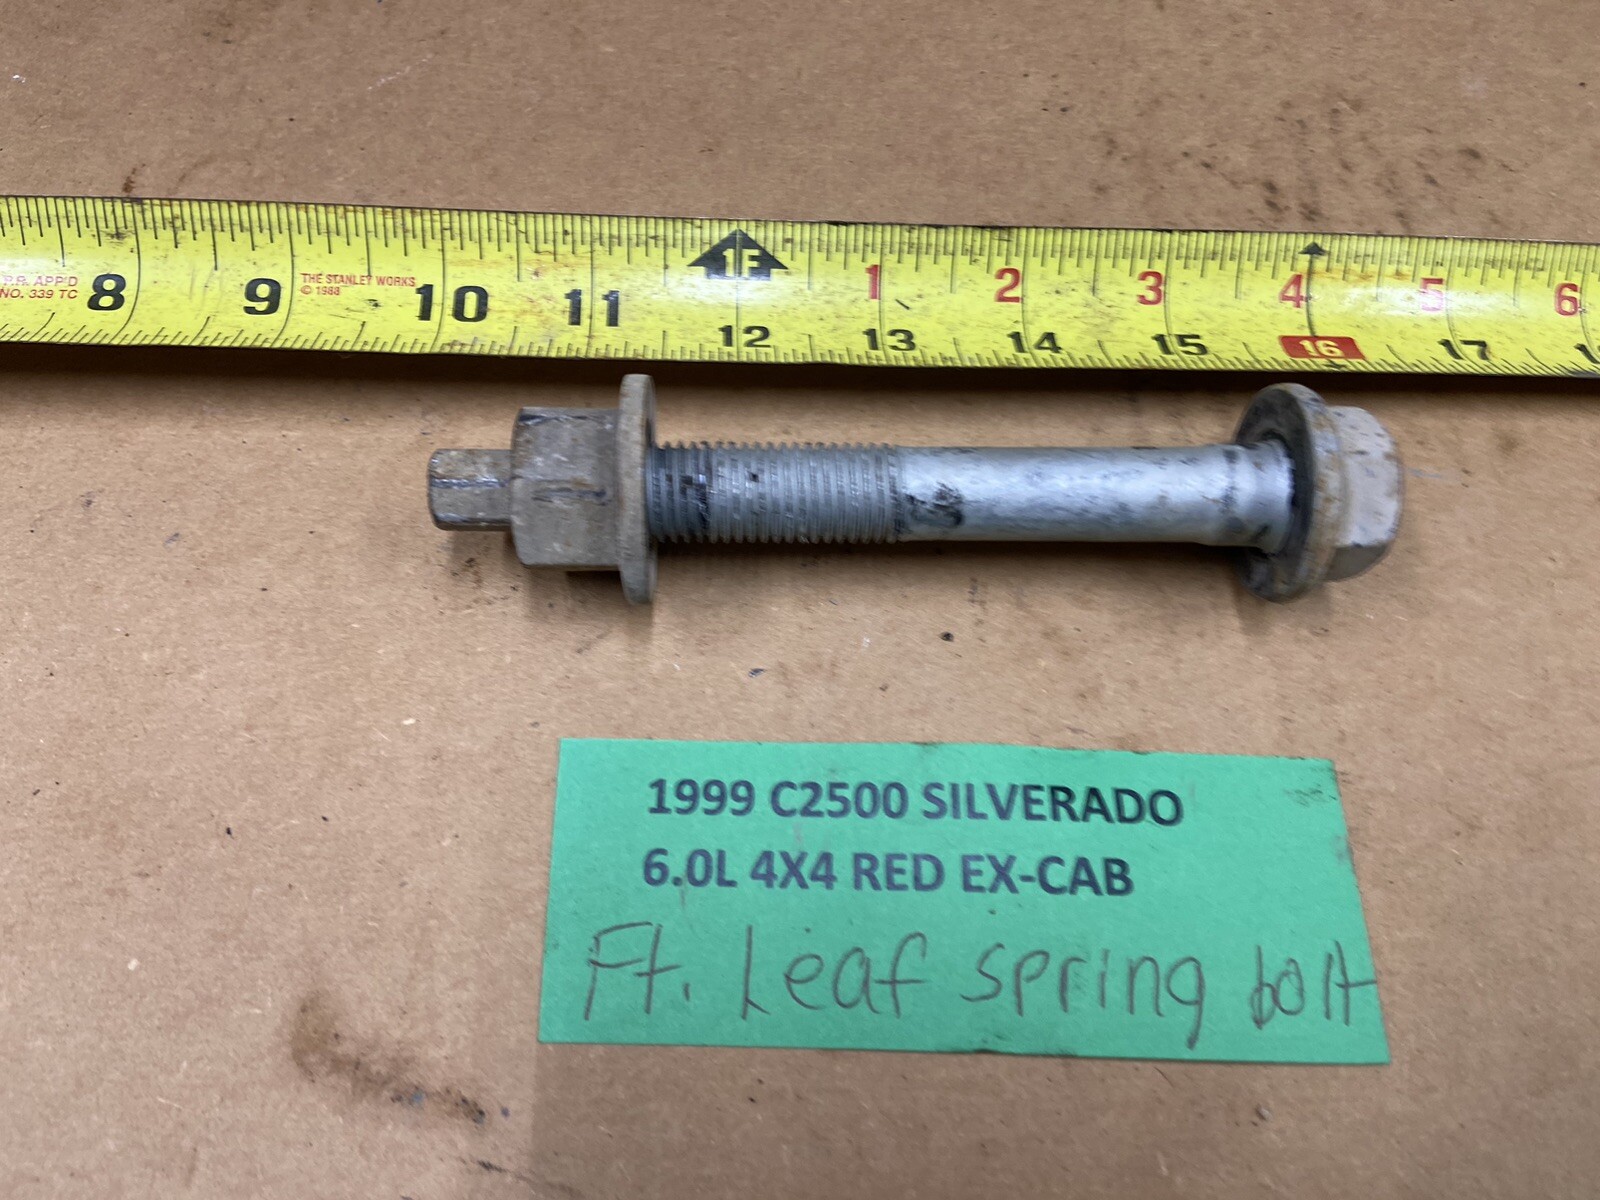 R.R. APP'D
NO. 339 TC
8 9
THE STANLEY WORKS
© 1988
10 11
1F 1 2 3 4 5 6
12 13 14 15 16 17
1999 C2500 SILVERADO
6.0L 4X4 RED EX-CAB
Ft. Leaf spring bolt